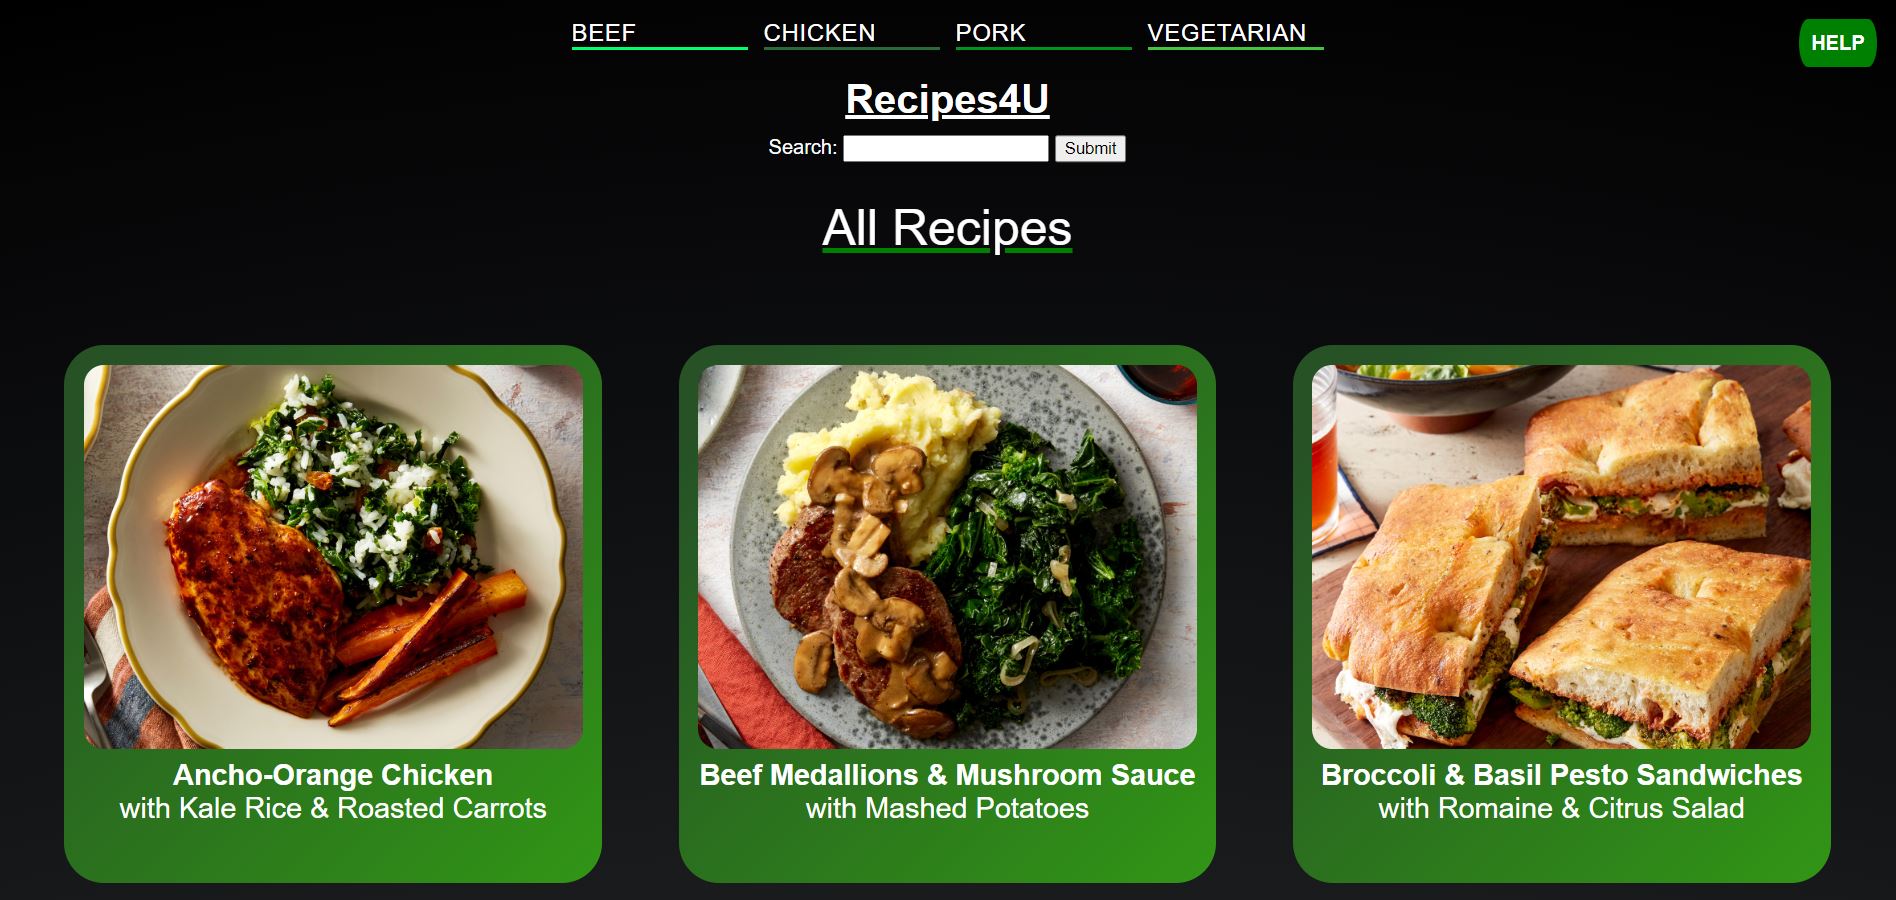 BEEF CHICKEN PORK VEGETARIAN
HELP
Recipes4U
Search: Submit
All Recipes
Ancho-Orange Chicken
with Kale Rice & Roasted Carrots
Beef Medallions & Mushroom Sauce
with Mashed Potatoes
Broccoli & Basil Pesto Sandwiches
with Romaine & Citrus Salad